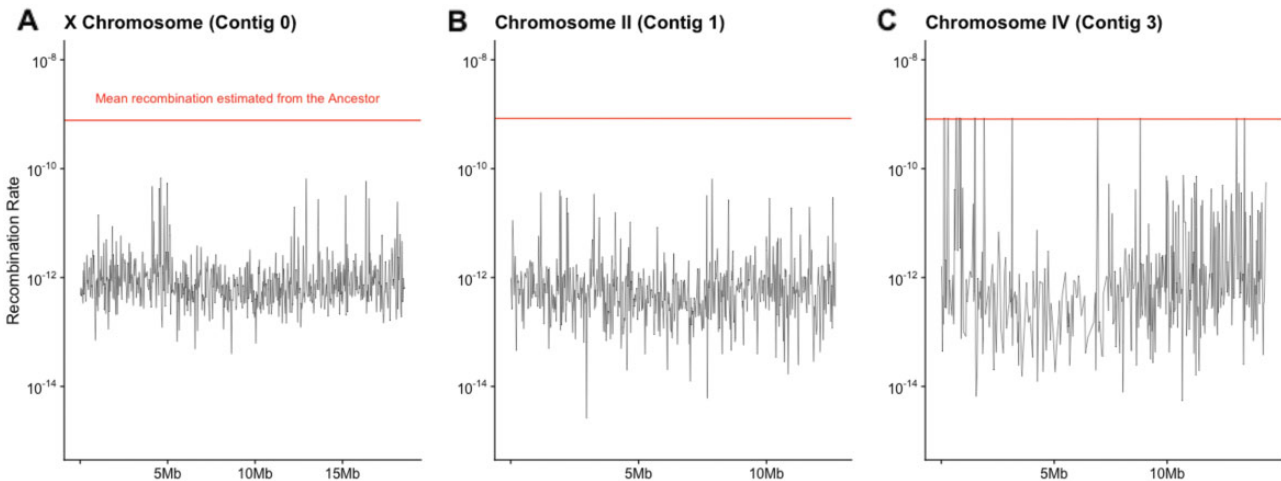 A X Chromosome (Contig 0)
B Chromosome II (Contig 1)
C Chromosome IV (Contig 3)
Recombination Rate
10-8
10-10
10-12
10-14
Mean recombination estimated from the Ancestor
5Mb 10Mb 15Mb
10-8
10-10
10-12
10-14
5Mb 10Mb
10-8
10-10
10-12
10-14
5Mb 10Mb